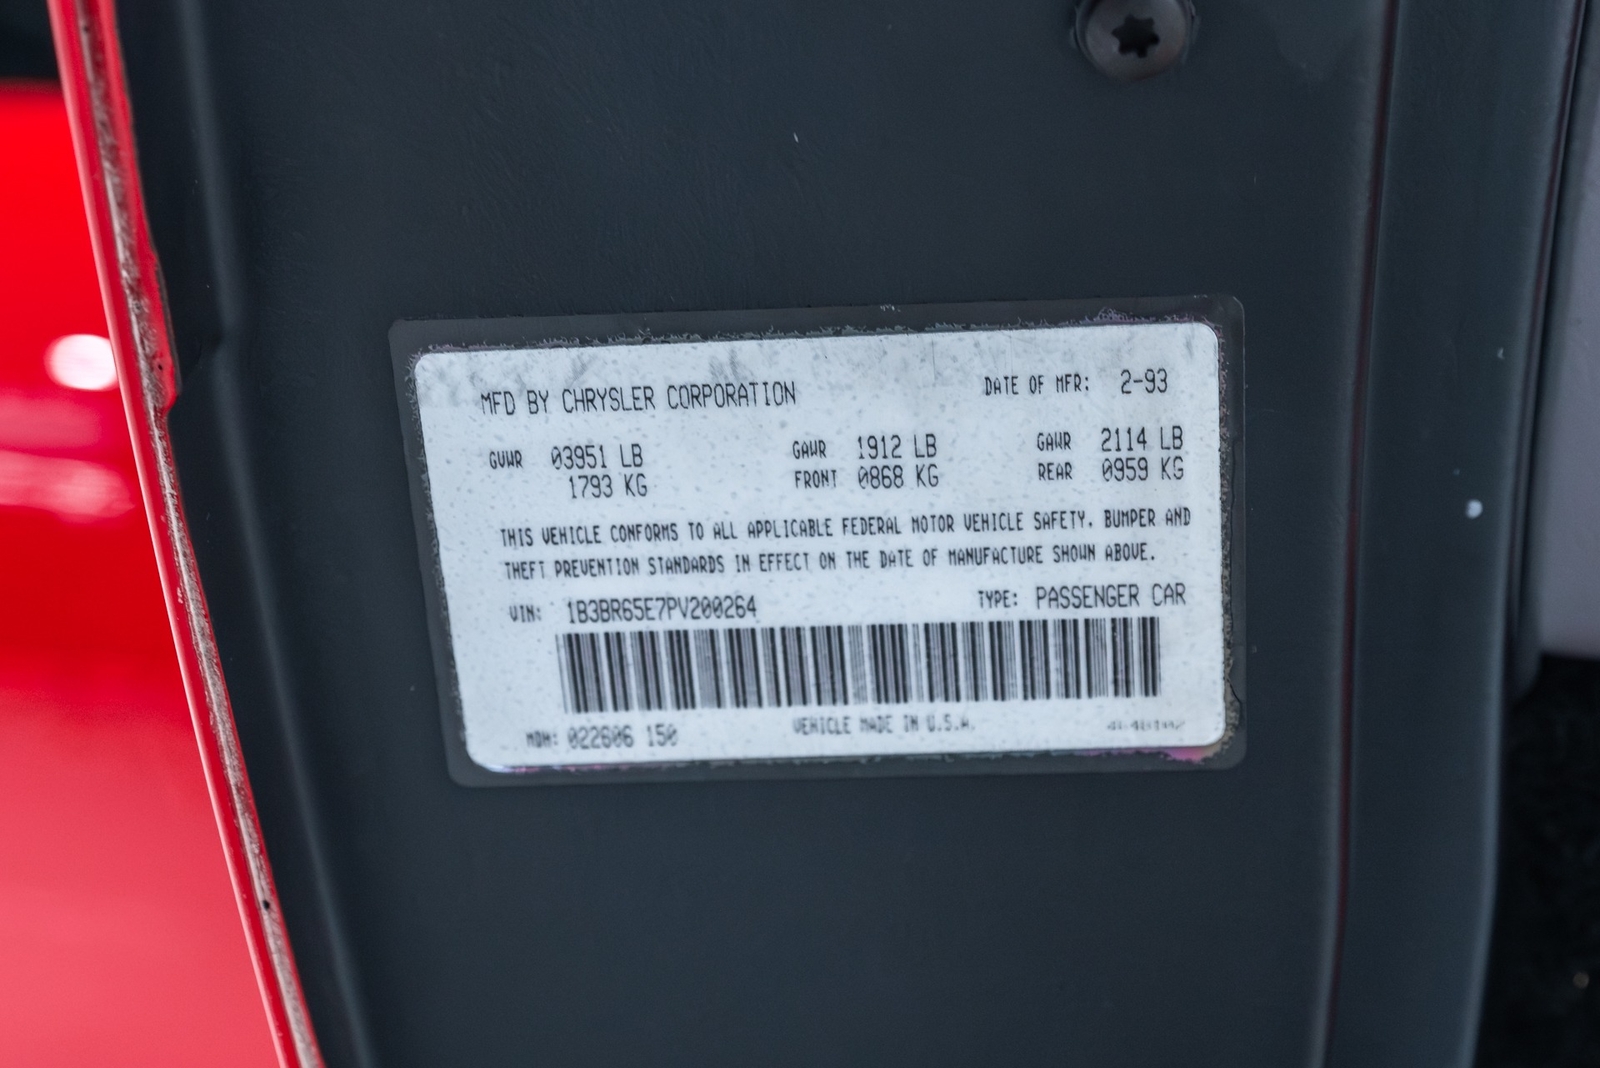 MFD BY CHRYSLER CORPORATION DATE OF MFR: 2-93
GVWR 03951 LB GAWR 1912 LB GAWR 2114 LB
1793 KG FRONT 0868 KG REAR 0959 KG
THIS VEHICLE CONFORMS TO ALL APPLICABLE FEDERAL MOTOR VEHICLE SAFETY, BUMPER AND
THEFT PREVENTION STANDARDS IN EFFECT ON THE DATE OF MANUFACTURE SHOWN ABOVE.
VIN: 1B3BR65E7PV200264 TYPE: PASSENGER CAR
MDH: 022606 150 VEHICLE MADE IN U.S.A.